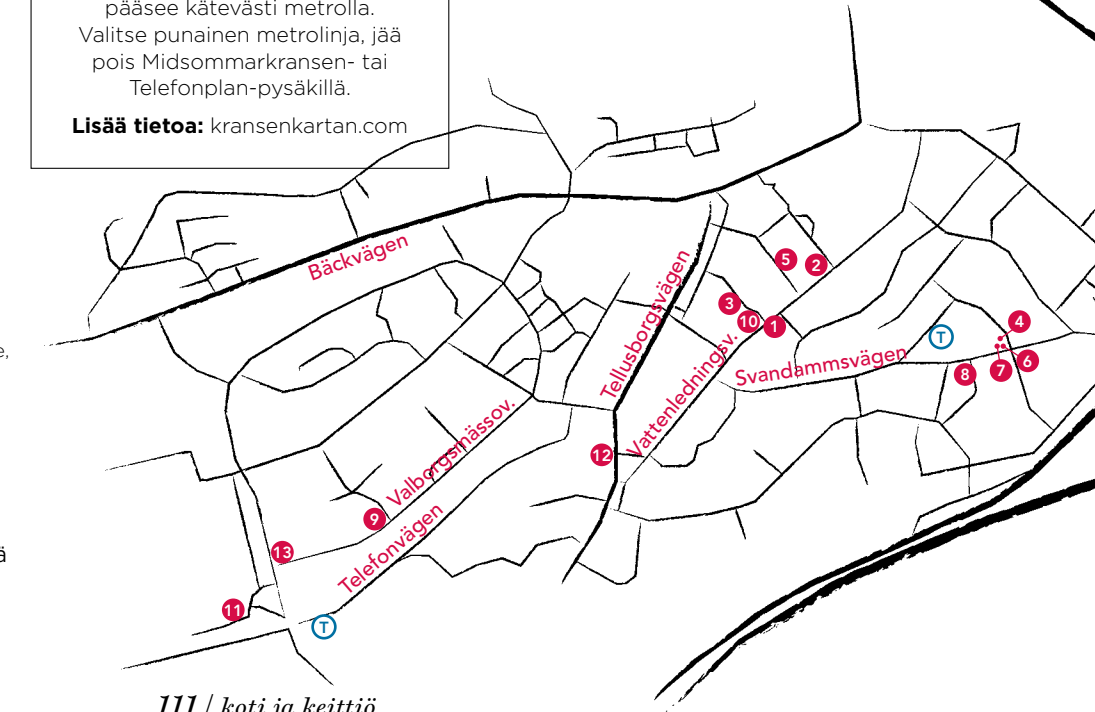 pääsee kätevästi metrolla.
Valitse punainen metrolinja, jää
pois Midsommarkransen- tai
Telefonplan-pysäkillä.
Lisää tietoa: kransenkartan.com
Bäckvägen
Tellusborgsvägen
5
2
3
10
1
T
4
e,
Vattenledningsv.
Svandammsvägen
8
7
6
Valborgsmässov.
12
9
Telefonvägen
ä
13
11
T
111 / koti ja keittiö